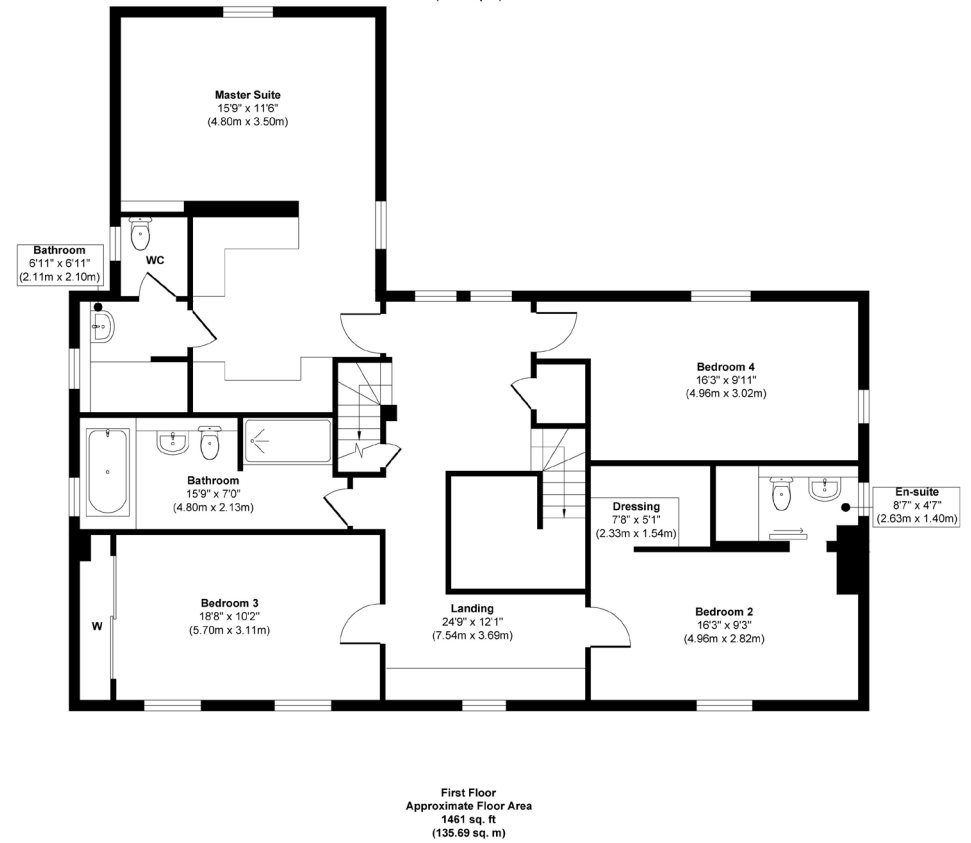 Master Suite
15'9" x 11'6"
(4.80m x 3.50m)
Bathroom
6'11" x 6'11"
(2.11m x 2.10m)
WC
Bedroom 4
16'3" x 9'11"
(4.96m x 3.02m)
Bathroom
15'9" x 7'0"
(4.80m x 2.13m)
Dressing
7'8" x 5'1"
(2.33m x 1.54m)
En-suite
8'7" x 4'7"
(2.63m x 1.40m)
Bedroom 3
18'8" x 10'2"
(5.70m x 3.11m)
W
Landing
24'9" x 12'1"
(7.54m x 3.69m)
Bedroom 2
16'3" x 9'3"
(4.96m x 2.82m)
First Floor
Approximate Floor Area
1461 sq. ft
(135.69 sq. m)